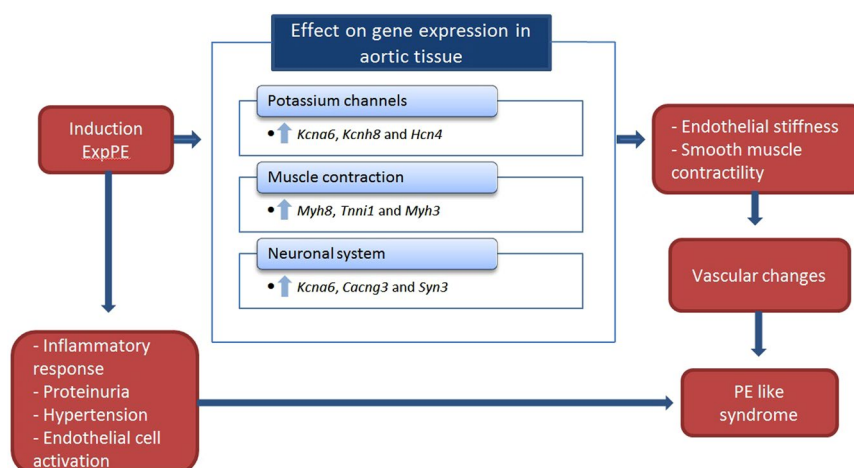 Effect on gene expression in
aortic tissue
Induction
ExpPE
Potassium channels
• Kcna6, Kcnh8 and Hcn4
Muscle contraction
• Myh8, Tnni1 and Myh3
Neuronal system
• Kcna6, Cacng3 and Syn3
- Endothelial stiffness
- Smooth muscle
contractility
Vascular changes
- Inflammatory
response
- Proteinuria
- Hypertension
- Endothelial cell
activation
PE like
syndrome